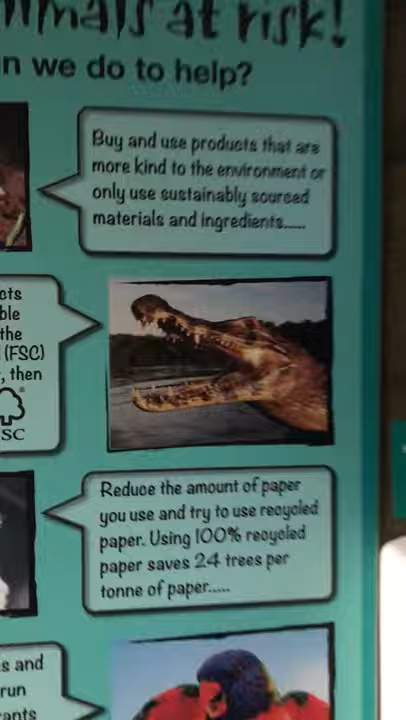 nimals at risk!
n we do to help?
Buy and use products that are
more kind to the environment or
only use sustainably sourced
materials and ingredients.....
cts
ble
the
(FSC)
, then
®
SC
Reduce the amount of paper
you use and try to use recycled
paper. Using 100% recycled
paper saves 24 trees per
tonne of paper.....
s and
run
ants